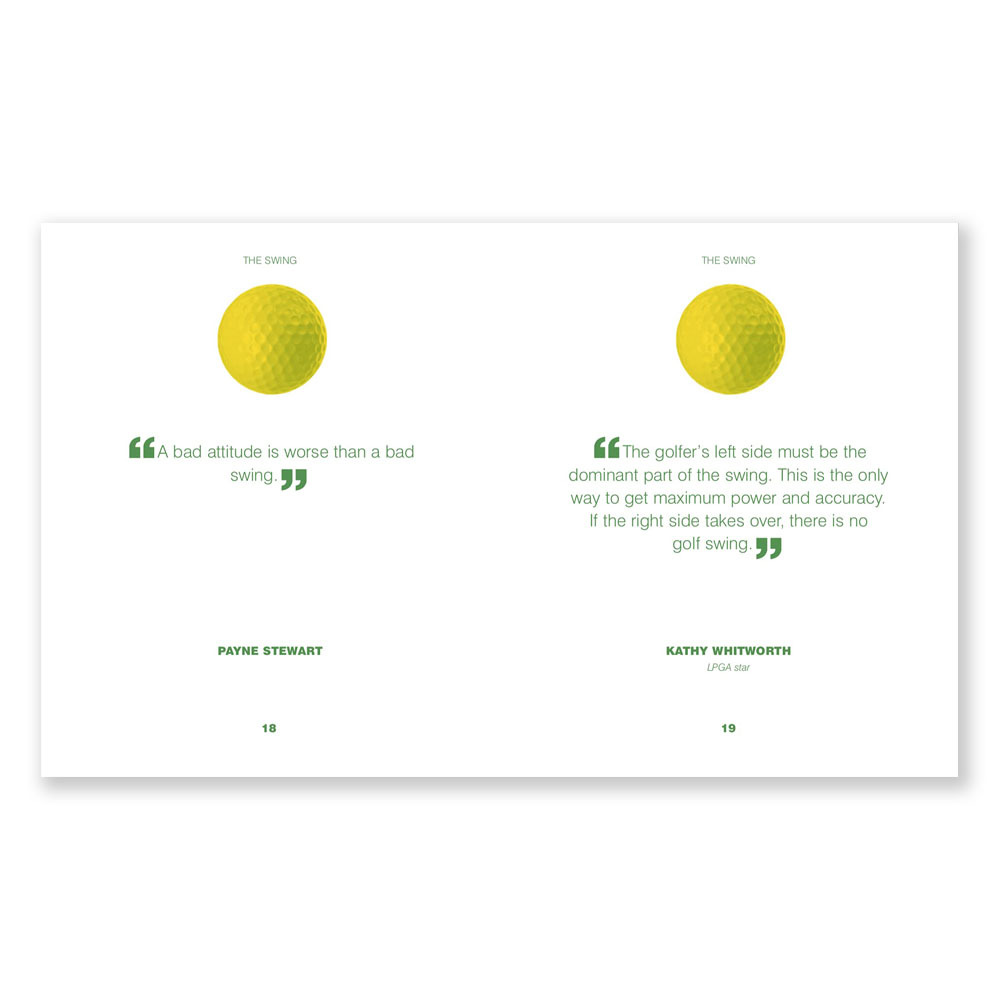 THE SWING
“A bad attitude is worse than a bad
swing.”
PAYNE STEWART
18
THE SWING
“The golfer’s left side must be the
dominant part of the swing. This is the only
way to get maximum power and accuracy.
If the right side takes over, there is no
golf swing.”
KATHY WHITWORTH
LPGA star
19